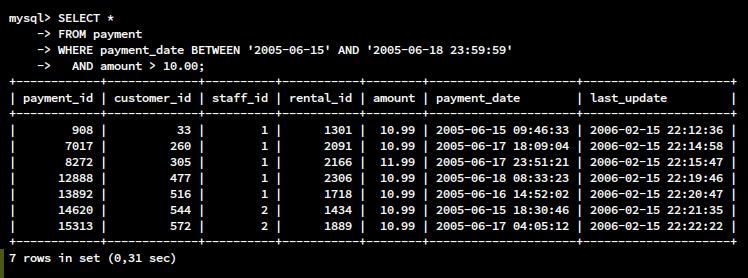 mysql> SELECT *
    -> FROM payment
    -> WHERE payment_date BETWEEN '2005-06-15' AND '2005-06-18 23:59:59'
    ->   AND amount > 10.00;
+------------+-------------+----------+-----------+--------+---------------------+---------------------+
| payment_id | customer_id | staff_id | rental_id | amount | payment_date        | last_update         |
+------------+-------------+----------+-----------+--------+---------------------+---------------------+
|        908 |          33 |        1 |      1301 |  10.99 | 2005-06-15 09:46:33 | 2006-02-15 22:12:36 |
|       7017 |         260 |        1 |      2091 |  10.99 | 2005-06-17 18:09:04 | 2006-02-15 22:14:58 |
|       8272 |         305 |        1 |      2166 |  11.99 | 2005-06-17 23:51:21 | 2006-02-15 22:15:47 |
|      12888 |         477 |        1 |      2306 |  10.99 | 2005-06-18 08:33:23 | 2006-02-15 22:19:46 |
|      13892 |         516 |        1 |      1718 |  10.99 | 2005-06-16 14:52:02 | 2006-02-15 22:20:47 |
|      14620 |         544 |        2 |      1434 |  10.99 | 2005-06-15 18:30:46 | 2006-02-15 22:21:35 |
|      15313 |         572 |        2 |      1889 |  10.99 | 2005-06-17 04:05:12 | 2006-02-15 22:22:22 |
+------------+-------------+----------+-----------+--------+---------------------+---------------------+
7 rows in set (0,31 sec)